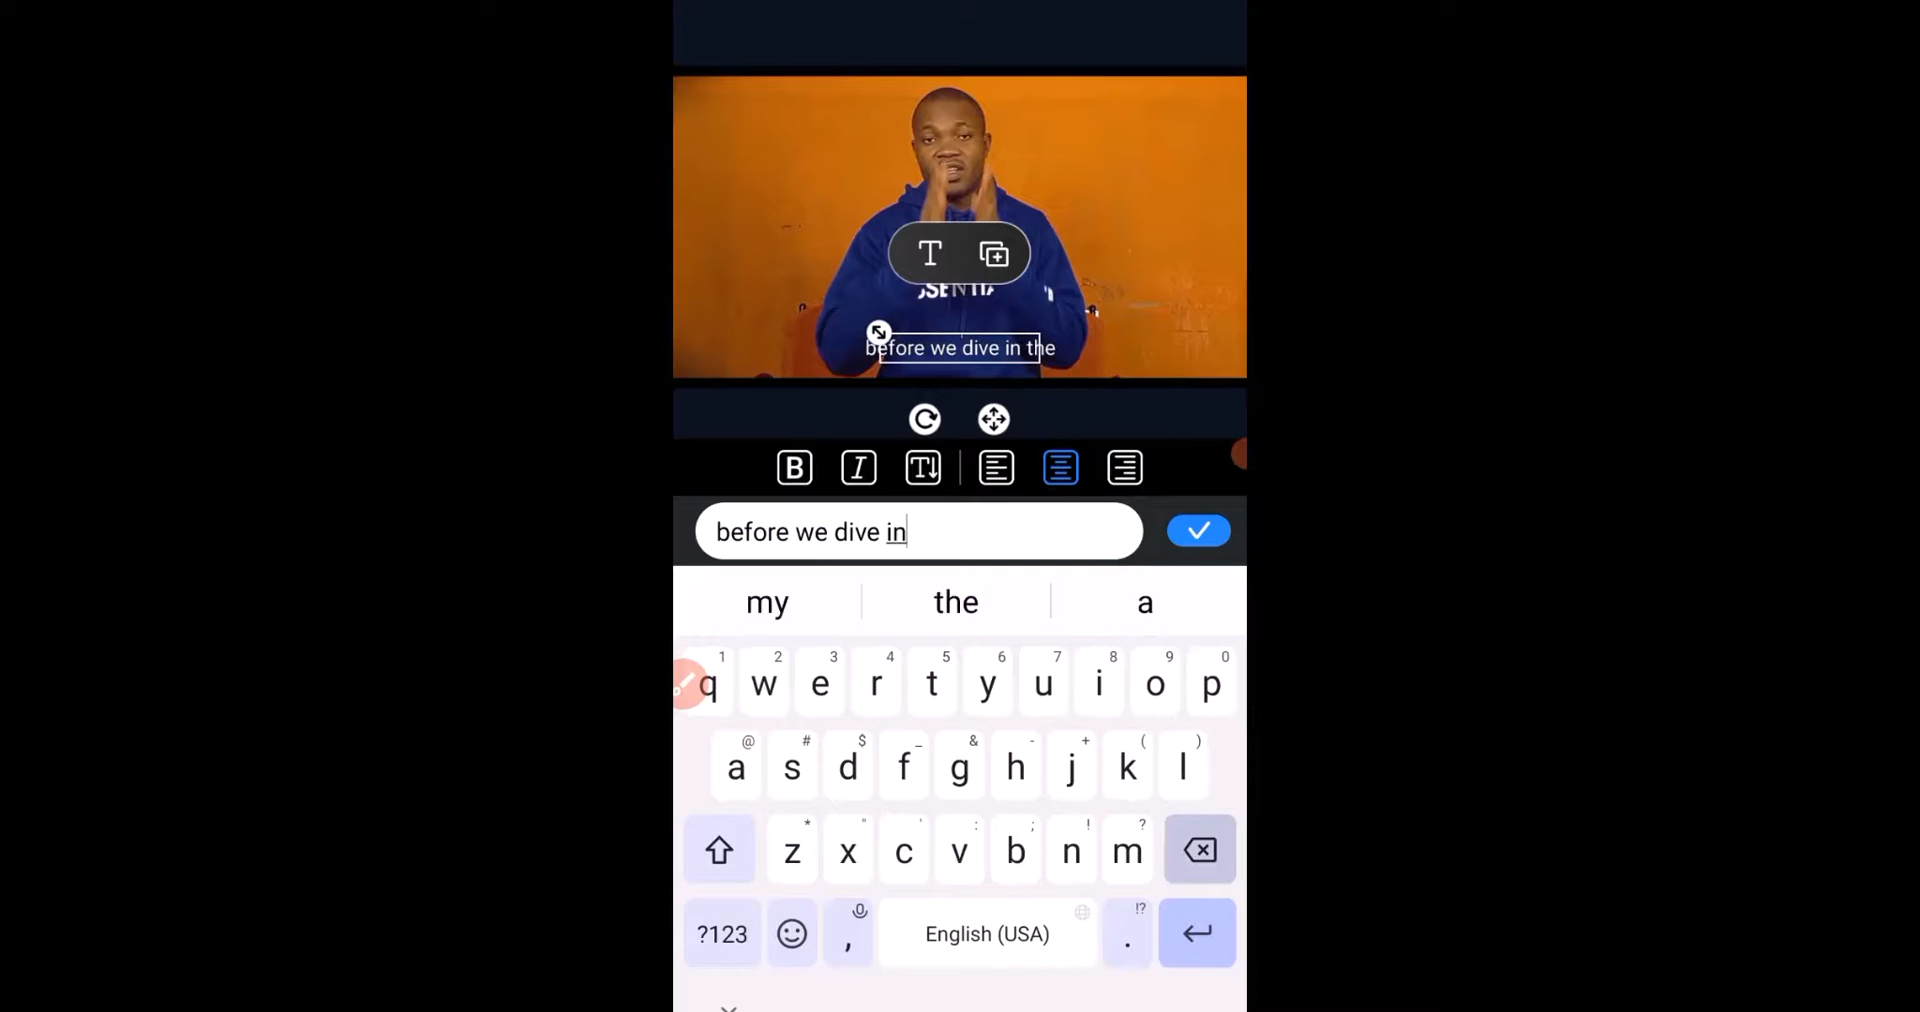 T
SSENTIA
before we dive in the
B I T
before we dive in
my the a
1 2 3 4 5 6 7 8 9 0
q w e r t y u i o p
@ # $ _ & - + ( )
a s d f g h j k l
* " ' : ; ! ?
z x c v b n m
!?
?123 , English (USA) .